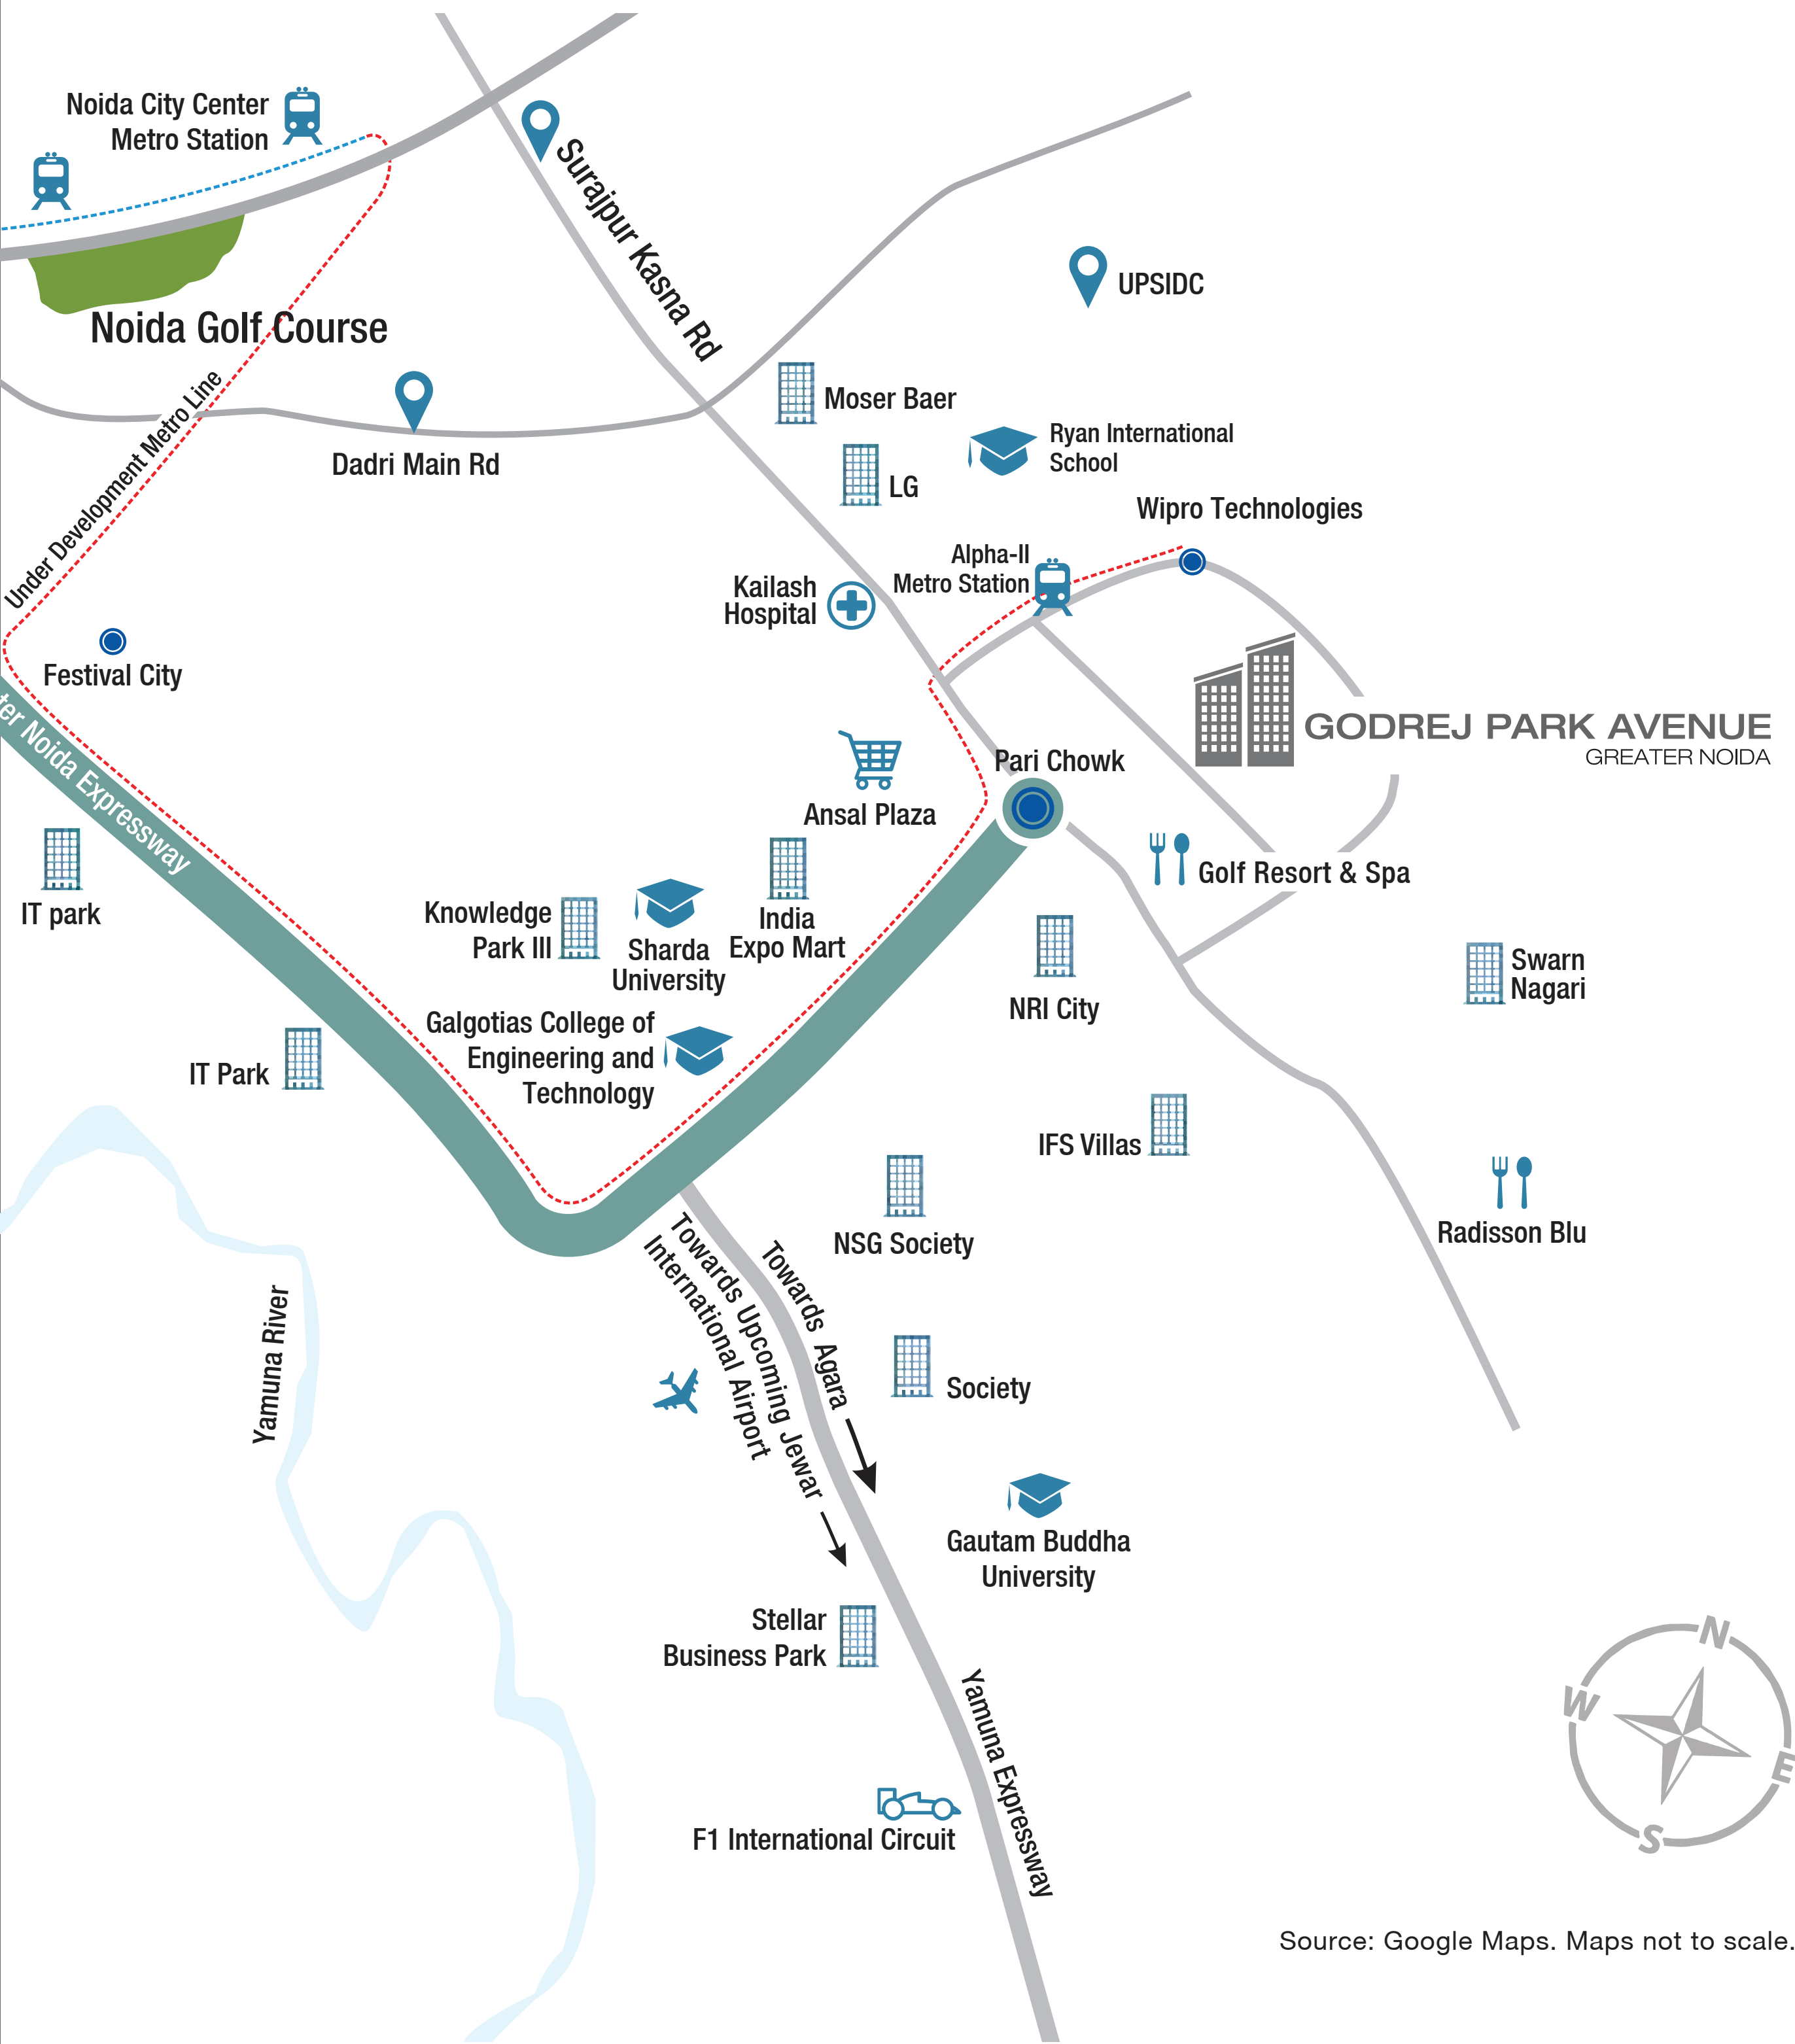 Noida City Center
Metro Station
Surajpur Kasna Rd
UPSIDC
Noida Golf Course
Under Development Metro Line
Dadri Main Rd
Moser Baer
LG
Ryan International
School
Wipro Technologies
Alpha-II
Metro Station
Kailash
Hospital
Festival City
Noida Expressway
GODREJ PARK AVENUE
GREATER NOIDA
Pari Chowk
Ansal Plaza
Golf Resort & Spa
IT park
Knowledge
Park III
Sharda
University
India
Expo Mart
NRI City
Swarn
Nagari
Galgotias College of
Engineering and
Technology
IT Park
IFS Villas
NSG Society
Radisson Blu
Towards Agara
Towards Upcoming Jewar
International Airport
Yamuna River
Society
Gautam Buddha
University
Stellar
Business Park
Yamuna Expressway
F1 International Circuit
N
W
E
S
Source: Google Maps. Maps not to scale.